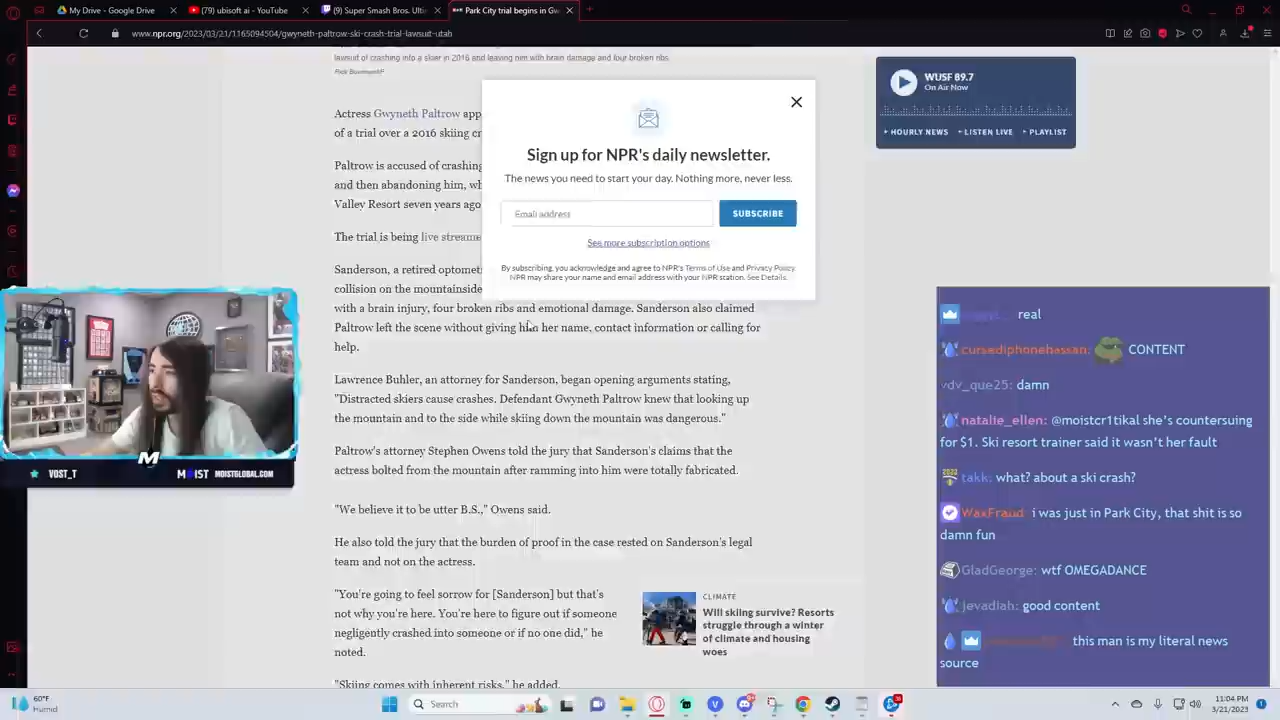 My Drive - Google Drive
(79) ubisoft ai - YouTube
(9) Super Smash Bros. Ulti
Park City trial begins in Gw
www.npr.org/2023/03/21/1165094504/gwyneth-paltrow-ski-crash-trial-lawsuit-utah
lawsuit of crashing into a skier in 2016 and leaving him with brain damage and four broken ribs
Actress Gwyneth Paltrow app
of a trial over a 2016 skiing cr
Paltrow is accused of crashing
and then abandoning him, wh
Valley Resort seven years ago
The trial is being live streame
Sanderson, a retired optomet
collision on the mountainside
with a brain injury, four broken ribs and emotional damage. Sanderson also claimed
Paltrow left the scene without giving him her name, contact information or calling for
help.
Lawrence Buhler, an attorney for Sanderson, began opening arguments stating,
"Distracted skiers cause crashes. Defendant Gwyneth Paltrow knew that looking up
the mountain and to the side while skiing down the mountain was dangerous."
Paltrow's attorney Stephen Owens told the jury that Sanderson's claims that the
actress bolted from the mountain after ramming into him were totally fabricated.
"We believe it to be utter B.S.," Owens said.
He also told the jury that the burden of proof in the case rested on Sanderson's legal
team and not on the actress.
"You're going to feel sorrow for [Sanderson] but that's
not why you're here. You're here to figure out if someone
negligently crashed into someone or if no one did," he
noted.
"Skiing comes with inherent risks," he added.
Sign up for NPR's daily newsletter.
The news you need to start your day. Nothing more, never less.
Email address
SUBSCRIBE
See more subscription options
By subscribing, you acknowledge and agree to NPR's Terms of Use and Privacy Policy.
NPR may share your name and email address with your NPR station. See Details.
CLIMATE
Will skiing survive? Resorts
struggle through a winter
of climate and housing
woes
WUSF 89.7
On Air Now
HOURLY NEWS
LISTEN LIVE
PLAYLIST
M
VOST_T
MOIST MOISTGLOBAL.COM
real
cursediphonehassan: CONTENT
vdv_que25: damn
natalie_ellen: @moistcr1tikal she's countersuing
for $1. Ski resort trainer said it wasn't her fault
takk: what? about a ski crash?
WaxFraud: i was just in Park City, that shit is so
damn fun
GladGeorge: wtf OMEGADANCE
jevadiah: good content
this man is my literal news
source
60°F
Humid
Search
11:04 PM
3/21/2023